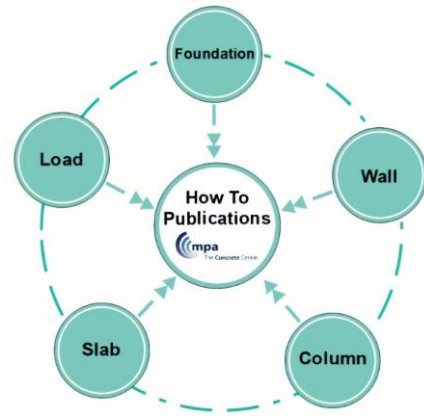 Foundation
Load
Wall
How To
Publications
mpa
The Concrete Centre
Slab
Column